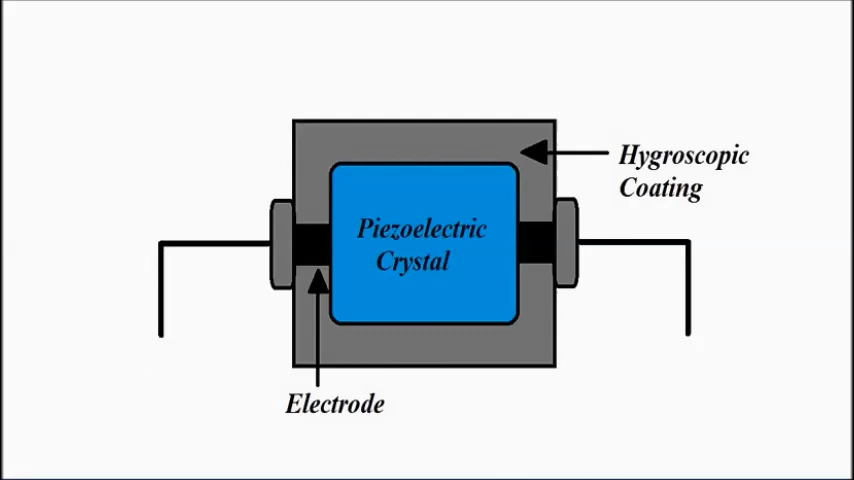 Hygroscopic
Coating
Piezoelectric
Crystal
Electrode